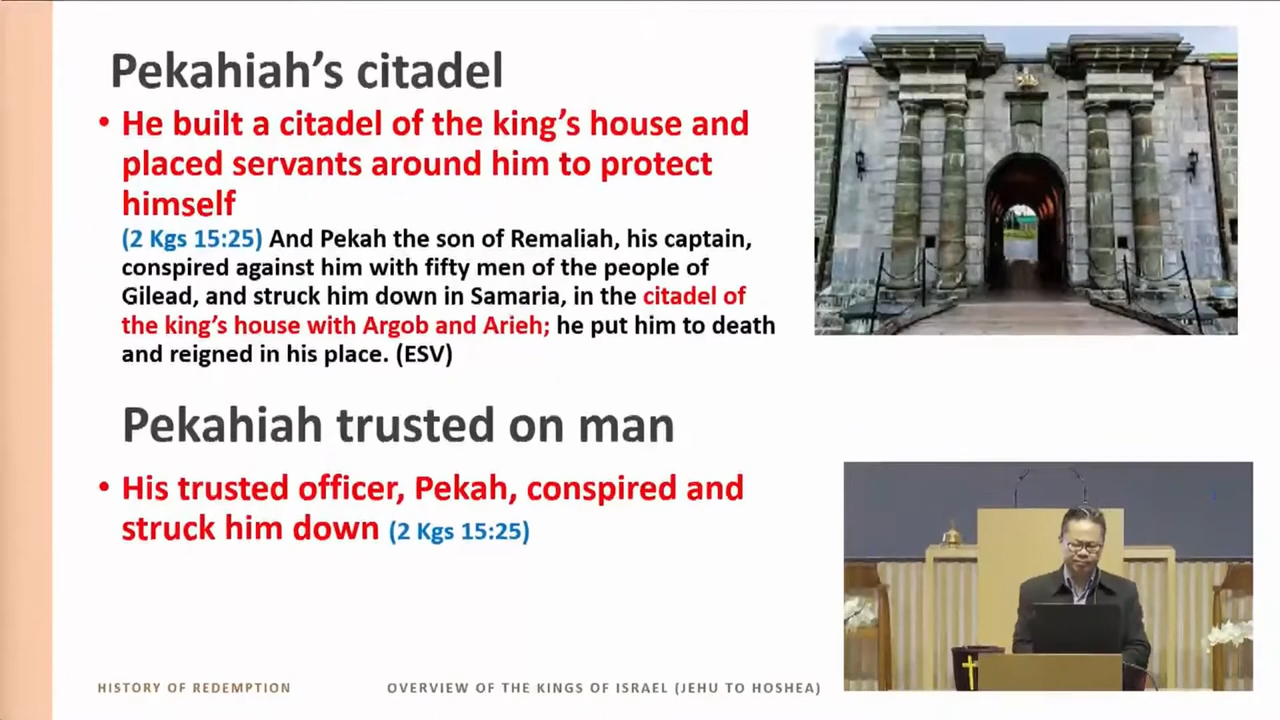 Pekahiah's citadel
• He built a citadel of the king's house and
placed servants around him to protect
himself
(2 Kgs 15:25) And Pekah the son of Remaliah, his captain,
conspired against him with fifty men of the people of
Gilead, and struck him down in Samaria, in the citadel of
the king's house with Argob and Arieh; he put him to death
and reigned in his place. (ESV)
Pekahiah trusted on man
• His trusted officer, Pekah, conspired and
struck him down (2 Kgs 15:25)
HISTORY OF REDEMPTION
OVERVIEW OF THE KINGS OF ISRAEL (JEHU TO HOSHEA)